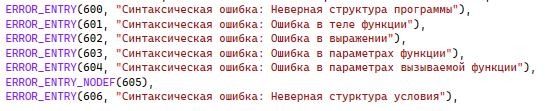 ERROR_ENTRY(600, "Синтаксическая ошибка: Неверная структура программы"),
ERROR_ENTRY(601, "Синтаксическая ошибка: Ошибка в теле функции"),
ERROR_ENTRY(602, "Синтаксическая ошибка: Ошибка в выражении"),
ERROR_ENTRY(603, "Синтаксическая ошибка: Ошибка в параметрах функции"),
ERROR_ENTRY(604, "Синтаксическая ошибка: Ошибка в параметрах вызываемой функции"),
ERROR_ENTRY_NODEF(605),
ERROR_ENTRY(606, "Синтаксическая ошибка: Неверная стурктура условия"),